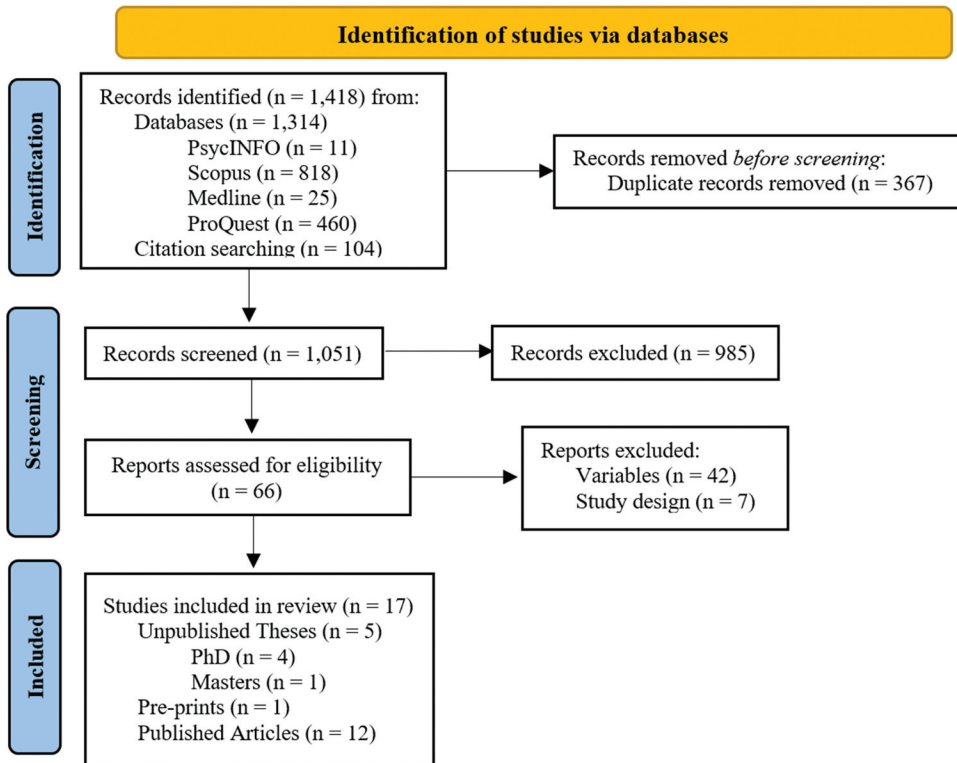 Identification of studies via databases
Identification
Records identified (n = 1,418) from:
Databases (n = 1,314)
PsycINFO (n = 11)
Scopus (n = 818)
Medline (n = 25)
ProQuest (n = 460)
Citation searching (n = 104)
Records removed before screening:
Duplicate records removed (n = 367)
Screening
Records screened (n = 1,051)
Records excluded (n = 985)
Reports assessed for eligibility
(n = 66)
Reports excluded:
Variables (n = 42)
Study design (n = 7)
Included
Studies included in review (n = 17)
Unpublished Theses (n = 5)
PhD (n = 4)
Masters (n = 1)
Pre-prints (n = 1)
Published Articles (n = 12)